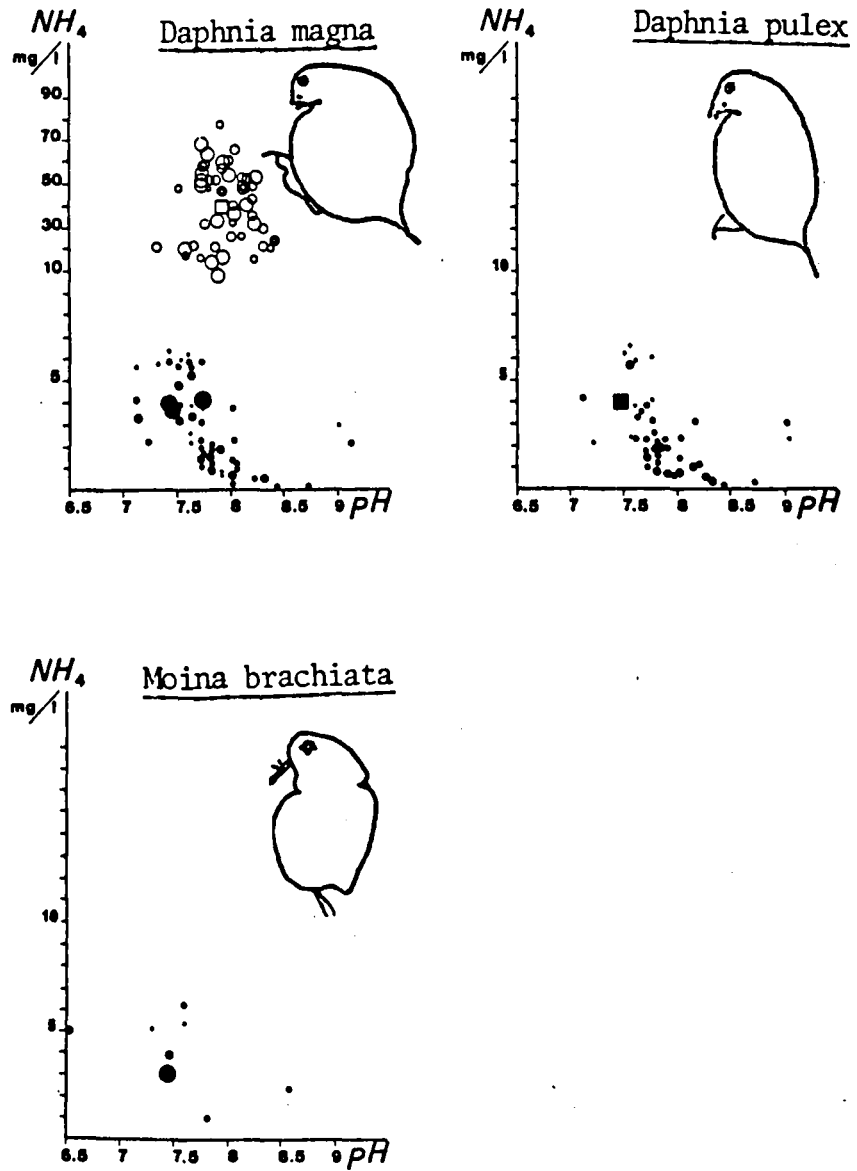 NH₄ Daphnia magna
mg/l
90
70
50
30
10
5
6.5 7 7.5 8 8.5 9 pH
NH₄ Daphnia pulex
mg/l
10
5
6.5 7 7.5 8 8.5 9 pH
NH₄ Moina brachiata
mg/l
10
5
6.5 7 7.5 8 8.5 9 pH